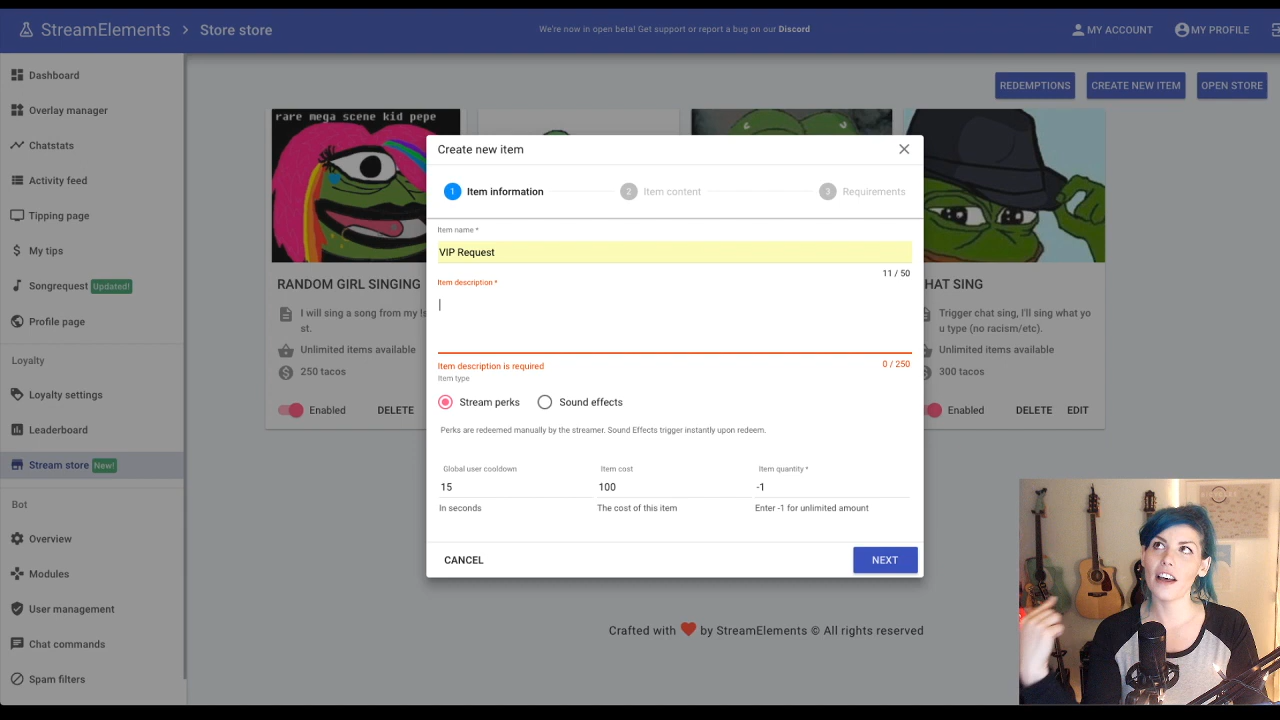 StreamElements > Store store
We're now in open beta! Get support or report a bug on our Discord
MY ACCOUNT
MY PROFILE
Dashboard
Overlay manager
Chatstats
Activity feed
Tipping page
My tips
Songrequest Updated!
Profile page
Loyalty
Loyalty settings
Leaderboard
Stream store New!
Bot
Overview
Modules
User management
Chat commands
Spam filters
REDEMPTIONS
CREATE NEW ITEM
OPEN STORE
rare mega scene kid pepe
RANDOM GIRL SINGING
I will sing a song from my
st.
Unlimited items available
250 tacos
Enabled
DELETE
Create new item
1 Item information
2 Item content
3 Requirements
Item name *
VIP Request
11 / 50
Item description *
Item description is required
0 / 250
Item type
Stream perks
Sound effects
Perks are redeemed manually by the streamer. Sound Effects trigger instantly upon redeem.
Global user cooldown
15
In seconds
Item cost
100
The cost of this item
Item quantity *
-1
Enter -1 for unlimited amount
CANCEL
NEXT
HAT SING
Trigger chat sing, I'll sing what yo
u type (no racism/etc).
Unlimited items available
300 tacos
Enabled
DELETE
EDIT
Crafted with ❤ by StreamElements © All rights reserved